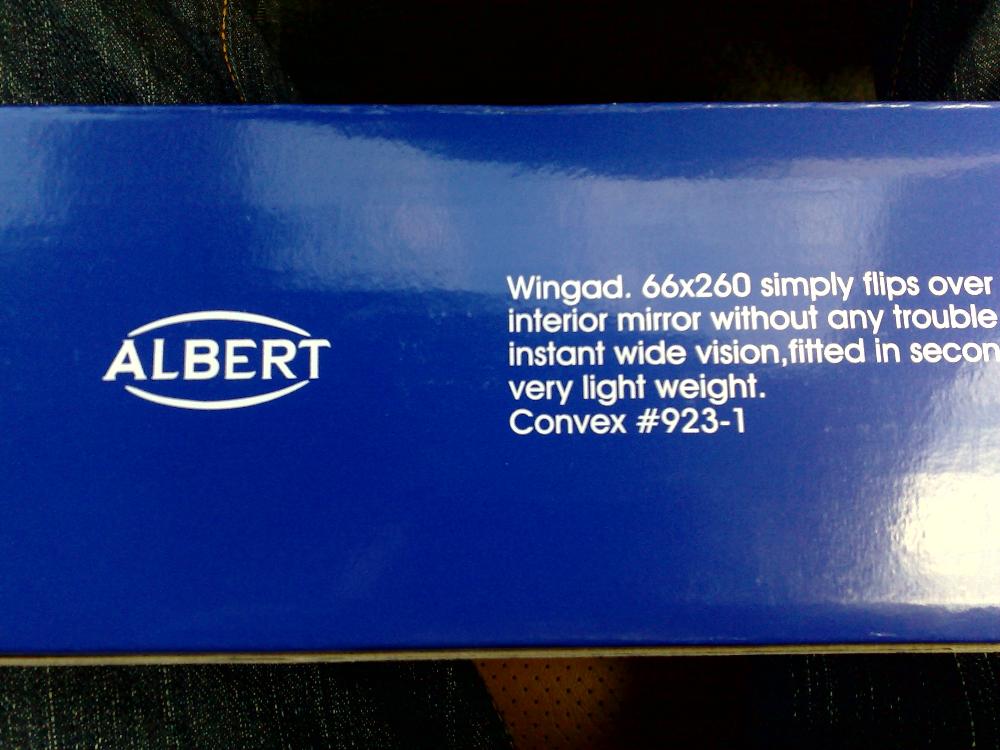 ALBERT
Wingad. 66x260 simply flips over
interior mirror without any trouble
instant wide vision,fitted in secon
very light weight.
Convex #923-1